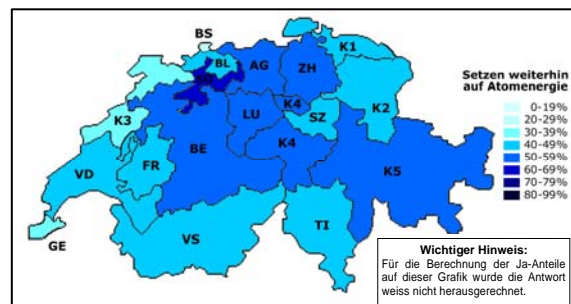 BS
BL
AG
ZH
K1
K4
K2
K3
LU
SZ
K4
BE
FR
K5
VD
GE
VS
TI
Setzen weiterhin
auf Atomenergie
0-19%
20-29%
30-39%
40-49%
50-59%
60-69%
70-79%
80-99%
Wichtiger Hinweis:
Für die Berechnung der Ja-Anteile
auf dieser Grafik wurde die Antwort
weiss nicht herausgerechnet.